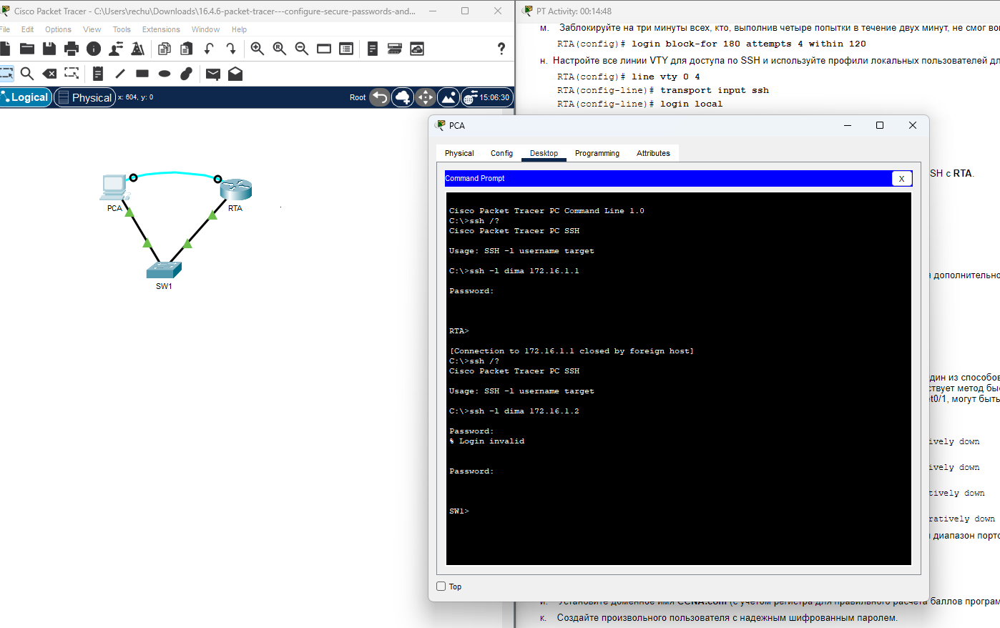 Cisco Packet Tracer - C:\Users\rechu\Downloads\16.4.6-packet-tracer---configure-secure-passwords-and...
File Edit Options View Tools Extensions Window Help
Logical Physical x: 604, y: 0 Root 15:06:30
PCA
RTA
SW1
PT Activity: 00:14:48
м. Заблокируйте на три минуты всех, кто, выполнив четыре попытки в течение двух минут, не смог
RTA(config)# login block-for 180 attempts 4 within 120
н. Настройте все линии VTY для доступа по SSH и используйте профили локальных пользователей
RTA(config)# line vty 0 4
RTA(config-line)# transport input ssh
RTA(config-line)# login local
PCA
Physical Config Desktop Programming Attributes
Command Prompt X
Cisco Packet Tracer PC Command Line 1.0
C:\>ssh /?
Cisco Packet Tracer PC SSH
Usage: SSH -l username target
C:\>ssh -l dima 172.16.1.1
Password:
RTA>
[Connection to 172.16.1.1 closed by foreign host]
C:\>ssh /?
Cisco Packet Tracer PC SSH
Usage: SSH -l username target
C:\>ssh -l dima 172.16.1.2
Password:
% Login invalid
Password:
SW1>
Top
SH с RTA.
дополнительно
дин из способов
ствует метод
et0/1, могут быть
ively down
ively down
tively down
ratively down
диапазон
и. Установите доменное имя CCNA.com (с учетом регистра для правильного расчета баллов
к. Создайте произвольного пользователя с надежным шифрованным паролем.